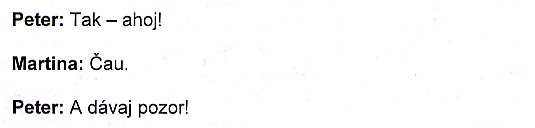 Peter: Tak – ahoj!
Martina: Čau.
Peter: A dávaj pozor!